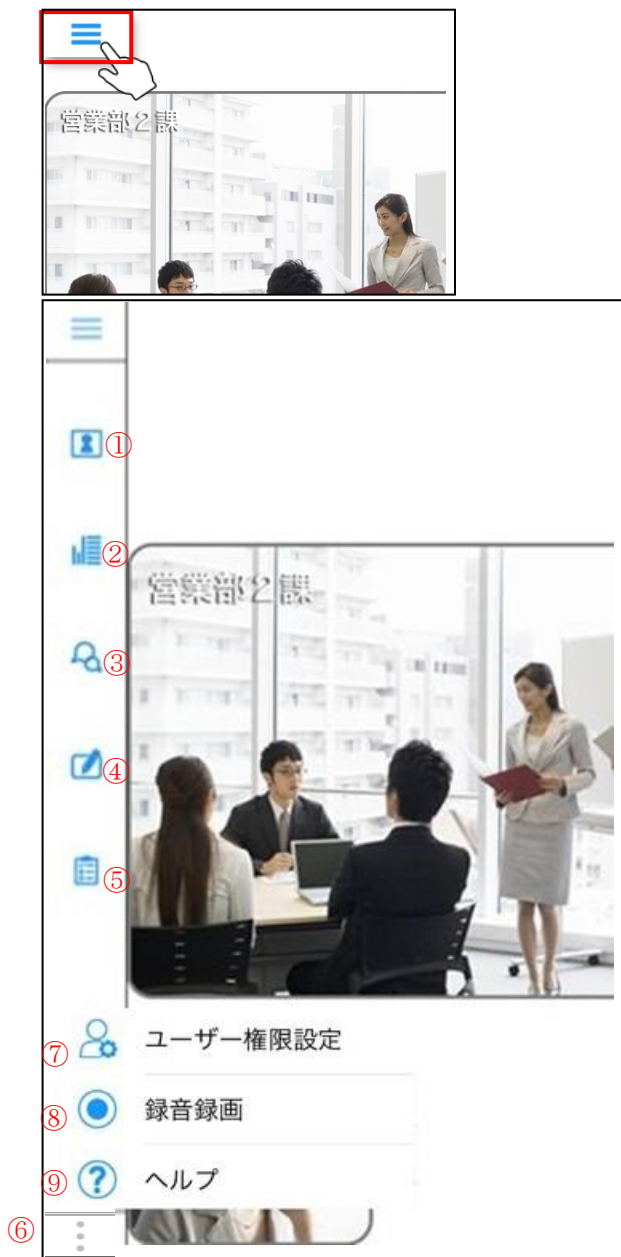 営業部2課
①
②
営業部2課
③
④
⑤
⑦ ユーザー権限設定
⑧ 録音録画
⑨ ヘルプ
⑥